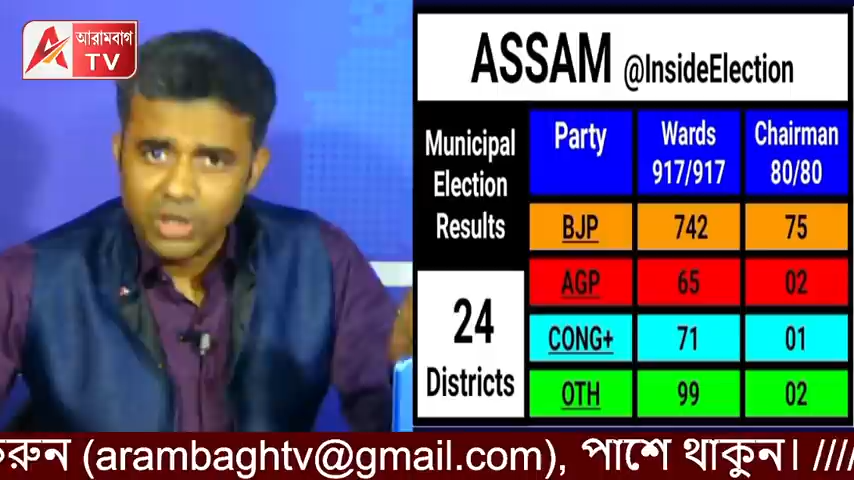 আরামবাগ
TV
ASSAM @InsideElection
Municipal
Election
Results
24
Districts
Party Wards Chairman
917/917 80/80
BJP 742 75
AGP 65 02
CONG+ 71 01
OTH 99 02
করুন (arambaghtv@gmail.com), পাশে থাকুন। ////